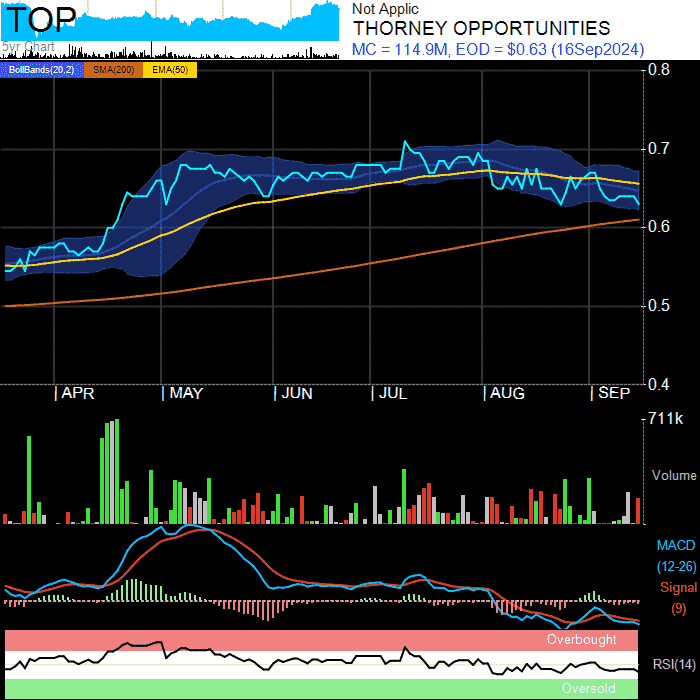 TOP
5yr Chart
Not Applic
THORNEY OPPORTUNITIES
MC = 114.9M, EOD = $0.63 (16Sep2024)
BollBands(20,2) SMA(200) EMA(50)
0.8
0.7
0.6
0.5
0.4
APR MAY JUN JUL AUG SEP
711k
Volume
MACD
(12-26)
Signal
(9)
Overbought
RSI(14)
Oversold